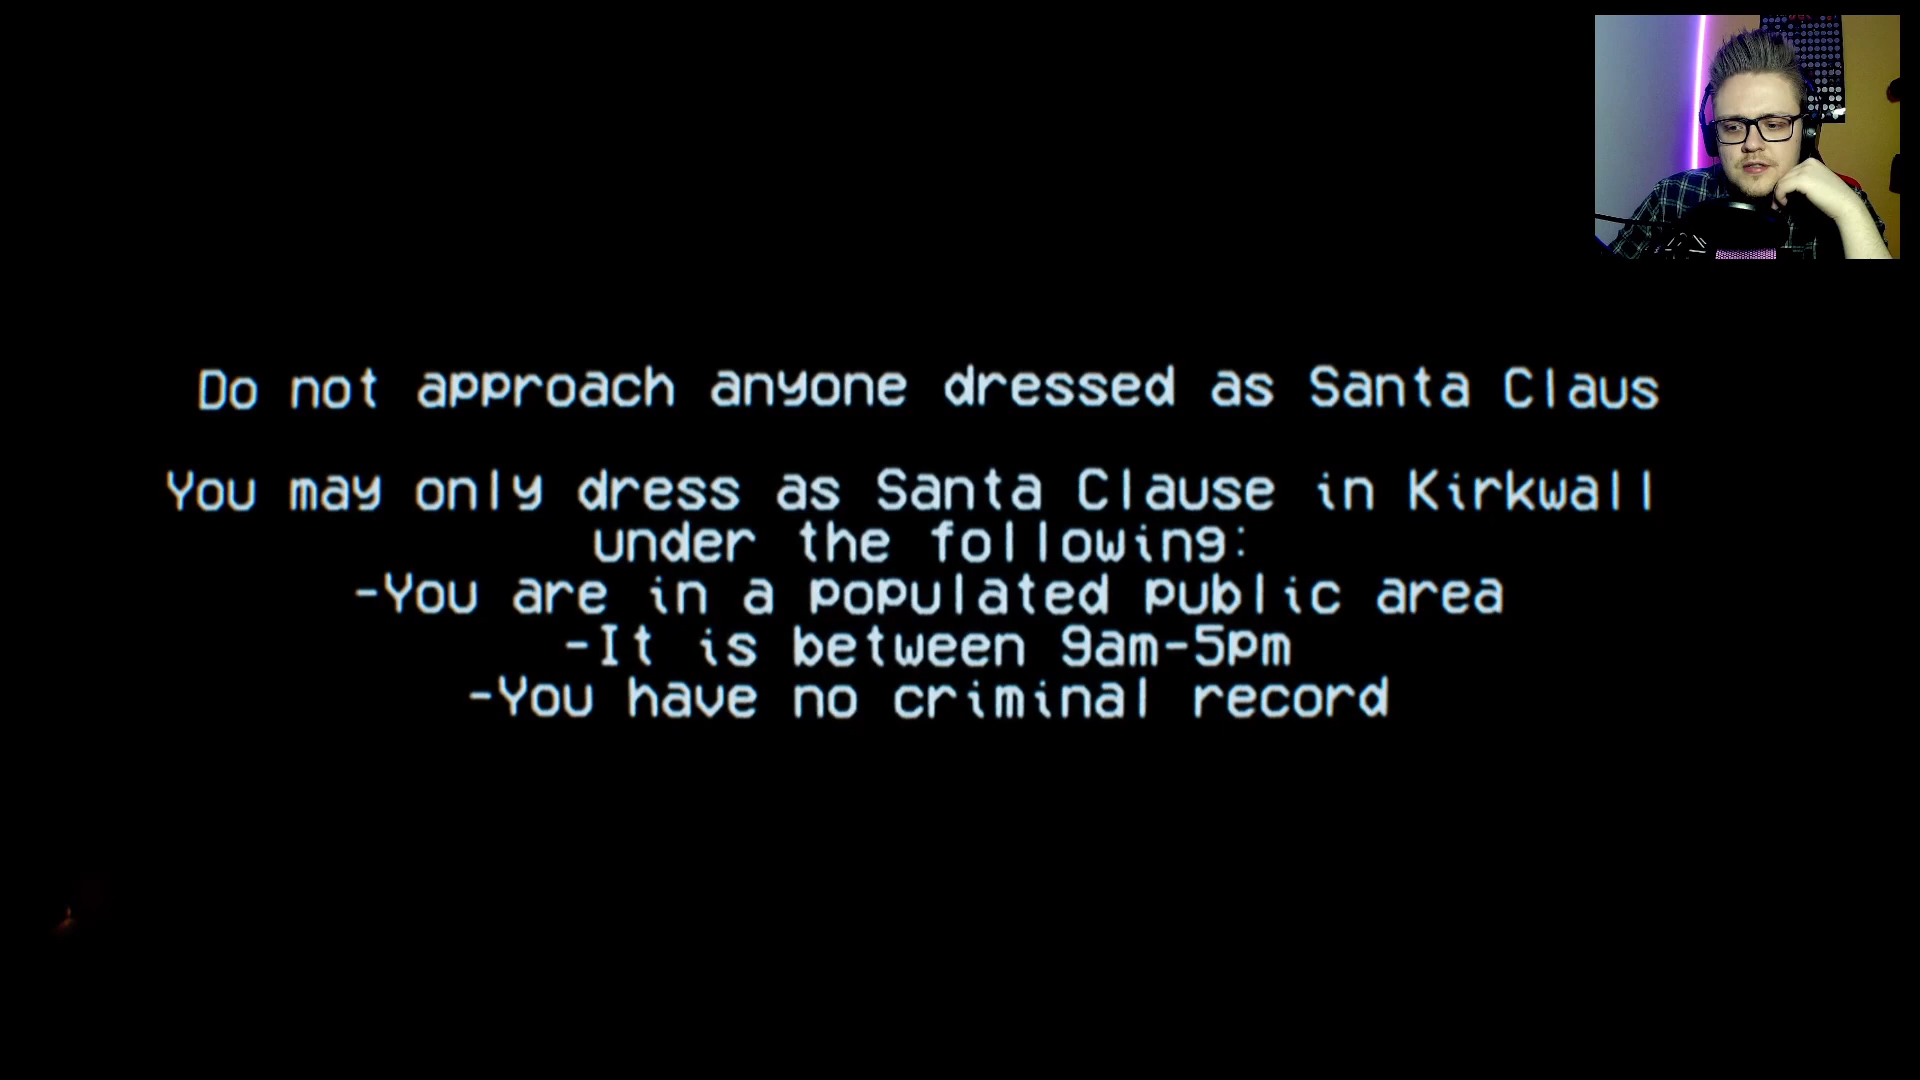 Do not approach anyone dressed as Santa Claus
You may only dress as Santa Clause in Kirkwall
under the following:
-You are in a populated public area
-It is between 9am-5pm
-You have no criminal record